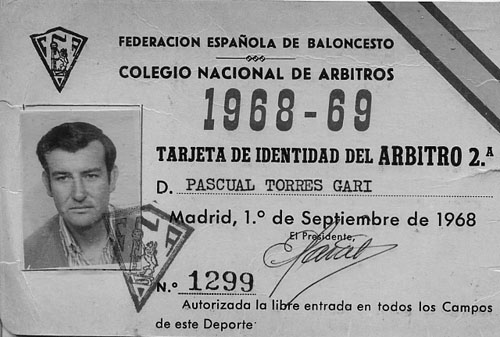 FEDERACION ESPAÑOLA DE BALONCESTO
COLEGIO NACIONAL DE ARBITROS
1968-69
TARJETA DE IDENTIDAD DEL ARBITRO 2.ª
D. PASCUAL TORRES GARI
Madrid, 1.º de Septiembre de 1968
El Presidente,
N.º 1299
Autorizada la libre entrada en todos los Campos
de este Deporte